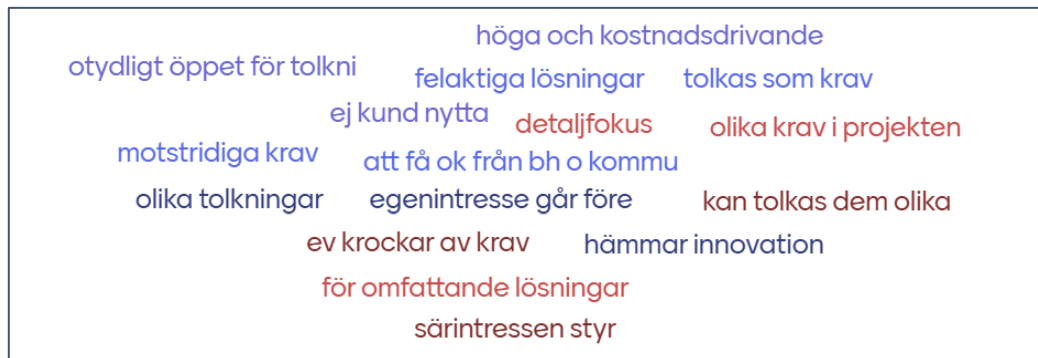 höga och kostnadsdrivande
otydligt öppet för tolkni
felaktiga lösningar
tolkas som krav
ej kund nytta
detaljfokus
olika krav i projekten
motstridiga krav
att få ok från bh o kommu
olika tolkningar
egenintresse går före
kan tolkas dem olika
ev krockar av krav
hämmar innovation
för omfattande lösningar
särintressen styr